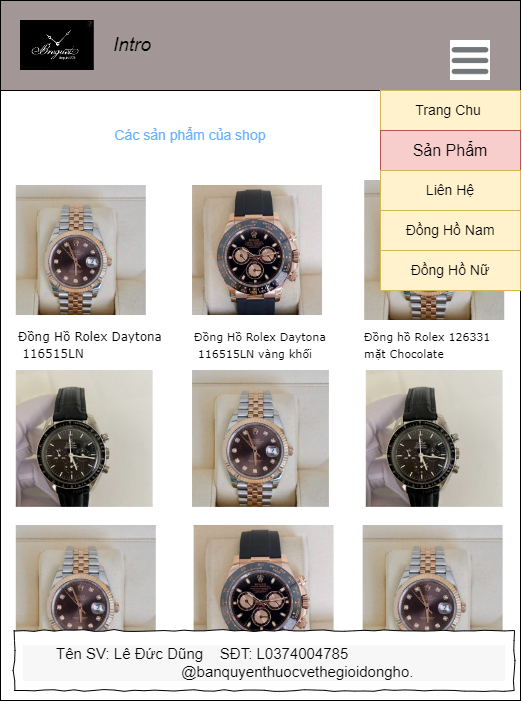 Breguet
Intro
Trang Chu
Sản Phẩm
Liên Hệ
Đồng Hồ Nam
Đồng Hồ Nữ
Các sản phẩm của shop
Đồng Hồ Rolex Daytona
116515LN
Đồng Hồ Rolex Daytona
116515LN vàng khối
Đồng hồ Rolex 126331
mặt Chocolate
Tên SV: Lê Đức Dũng SĐT: L0374004785
@banquyenthuocvethegioidongho.